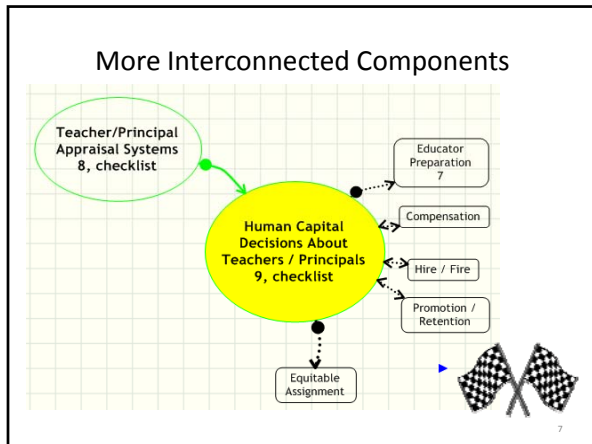 More Interconnected Components
Teacher/Principal
Appraisal Systems
8, checklist
Human Capital
Decisions About
Teachers / Principals
9, checklist
Educator
Preparation
7
Compensation
Hire / Fire
Promotion /
Retention
Equitable
Assignment
7